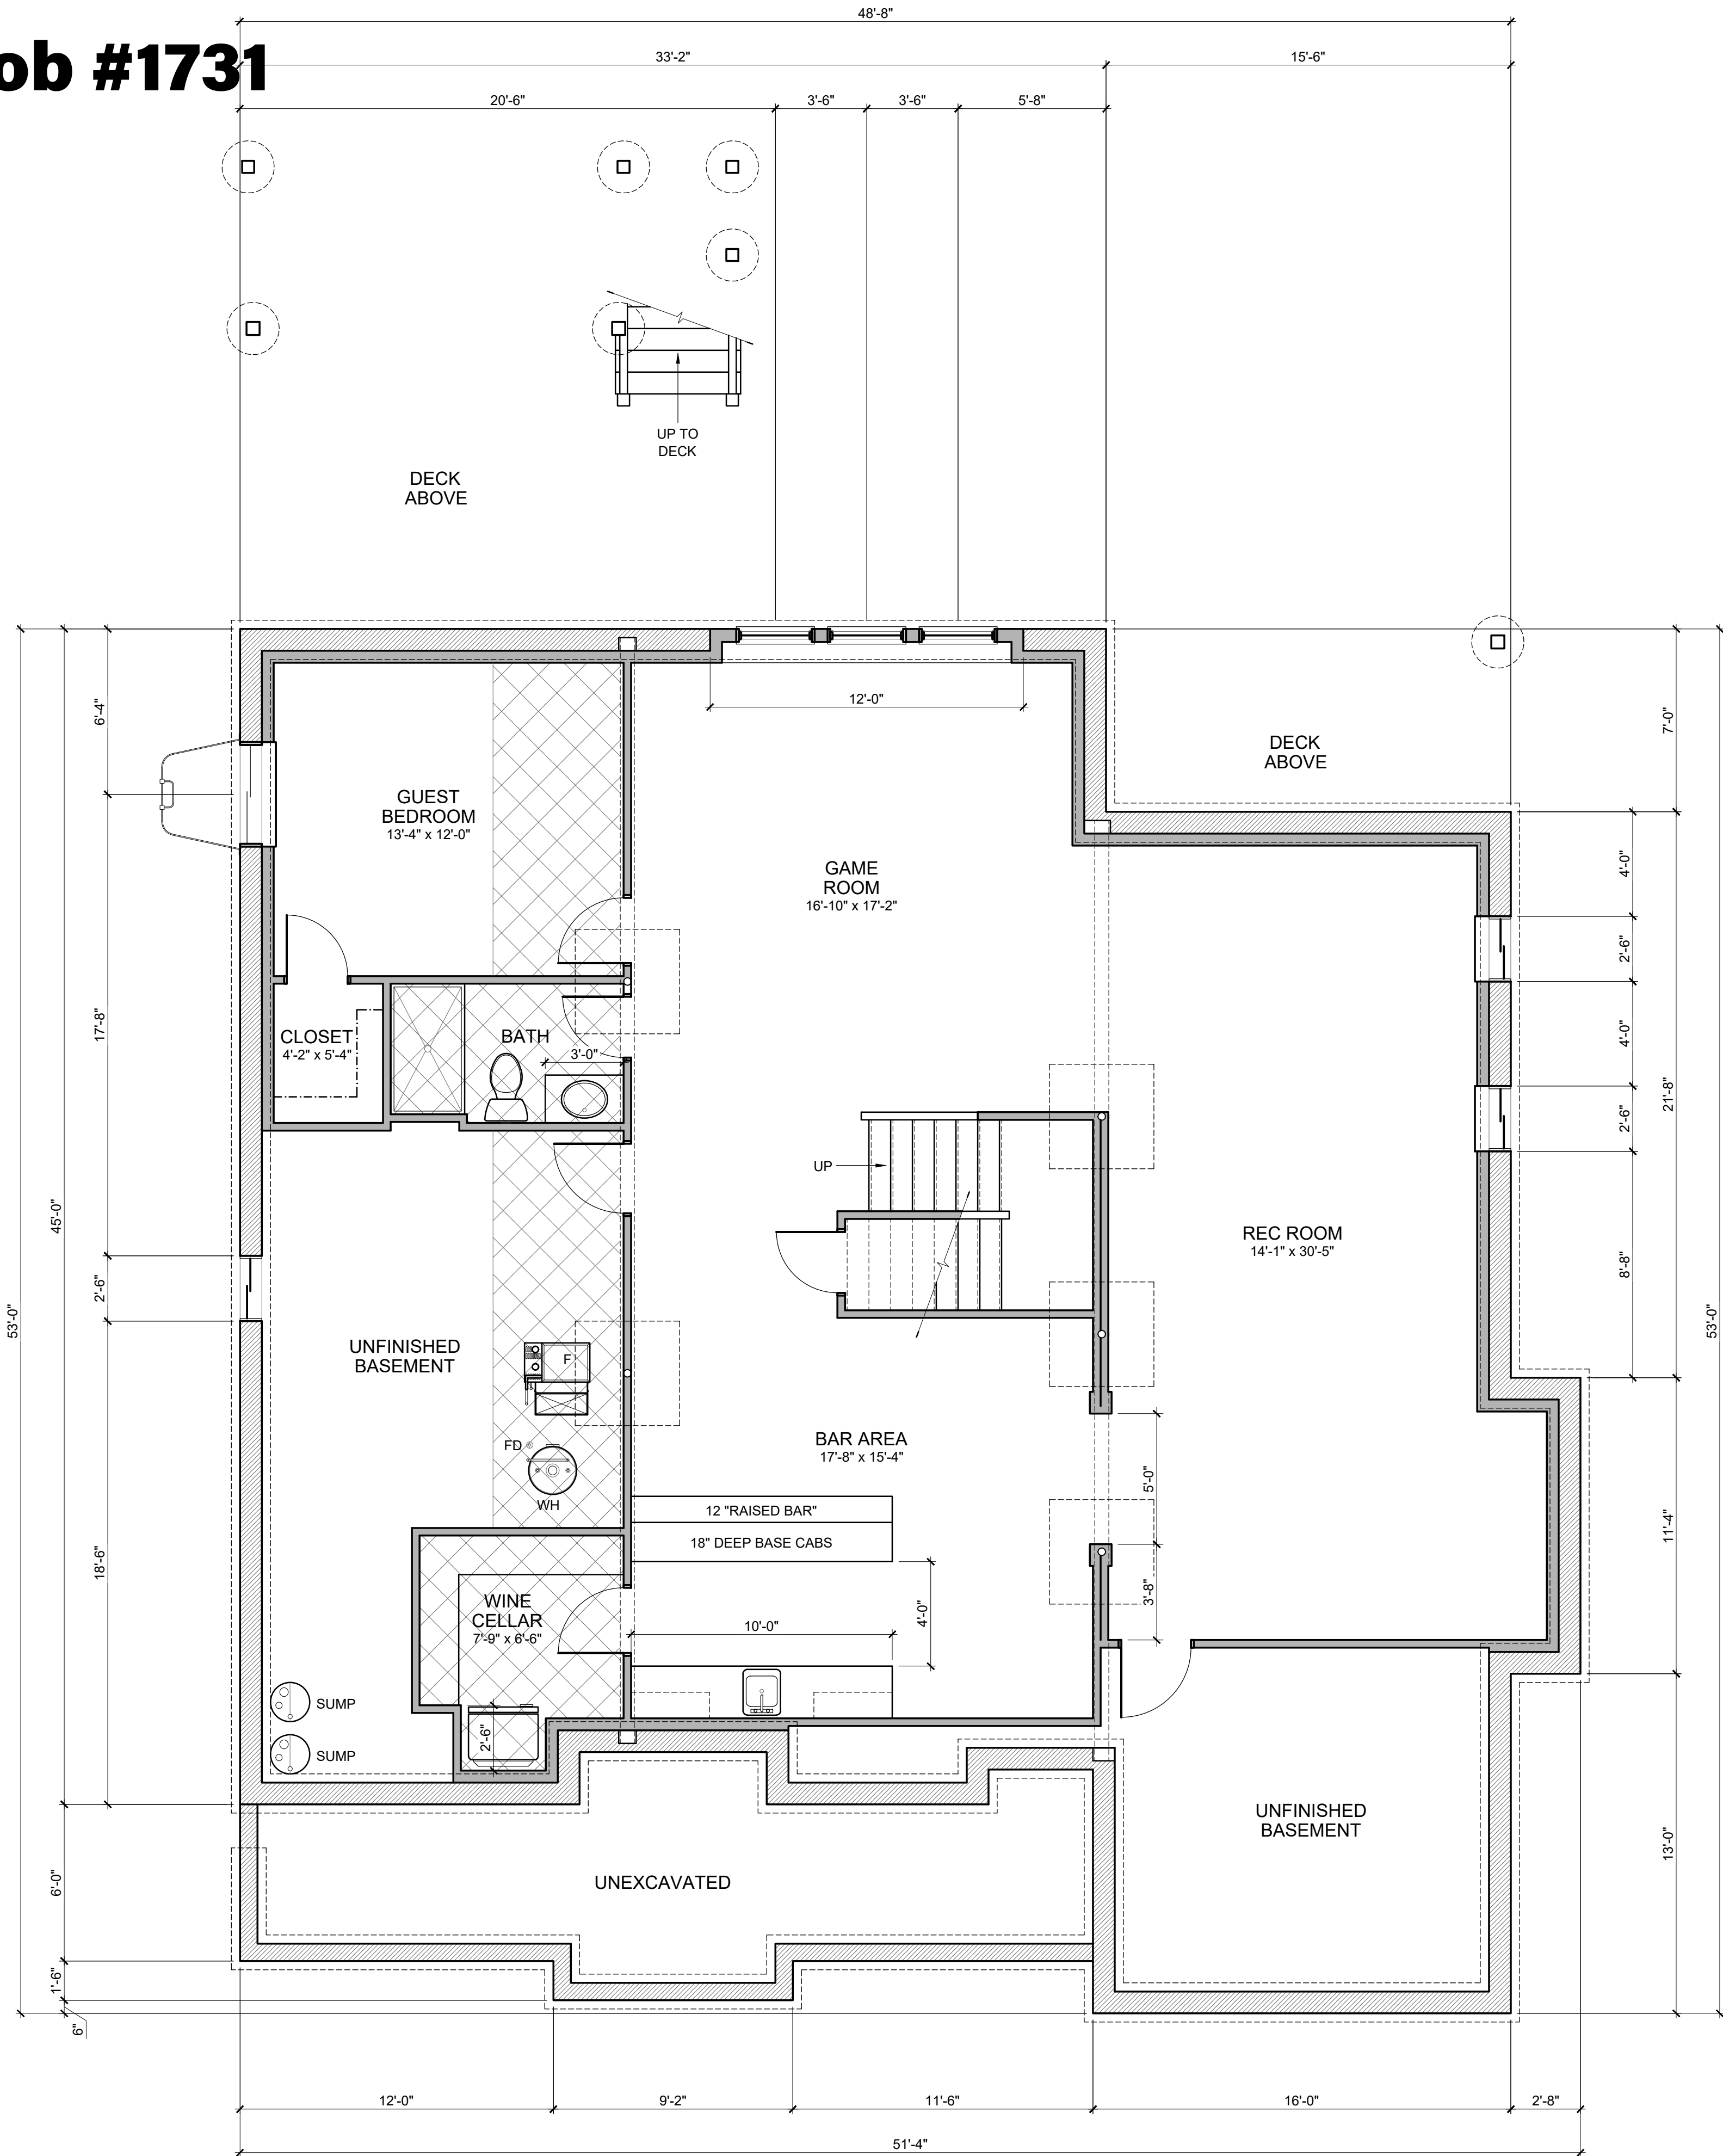 48'-8"
ob #1731
33'-2"
15'-6"
20'-6"
3'-6"
3'-6"
5'-8"
UP TO
DECK
DECK
ABOVE
12'-0"
6'-4"
7'-0"
DECK
ABOVE
GUEST
BEDROOM
13'-4" x 12'-0"
GAME
ROOM
16'-10" x 17'-2"
4'-0"
2'-6"
17'-8"
CLOSET
4'-2" x 5'-4"
BATH
3'-0"
4'-0"
2'-6"
21'-8"
UP
45'-0"
REC ROOM
14'-1" x 30'-5"
8'-8"
2'-6"
53'-0"
53'-0"
UNFINISHED
BASEMENT
F
BAR AREA
17'-8" x 15'-4"
FD
WH
5'-0"
12 "RAISED BAR"
18" DEEP BASE CABS
11'-4"
18'-6"
WINE
CELLAR
7'-9" x 6'-6"
10'-0"
4'-0"
3'-8"
SUMP
2'-6"
SUMP
UNFINISHED
BASEMENT
13'-0"
6'-0"
UNEXCAVATED
1'-6"
6"
12'-0"
9'-2"
11'-6"
16'-0"
2'-8"
51'-4"